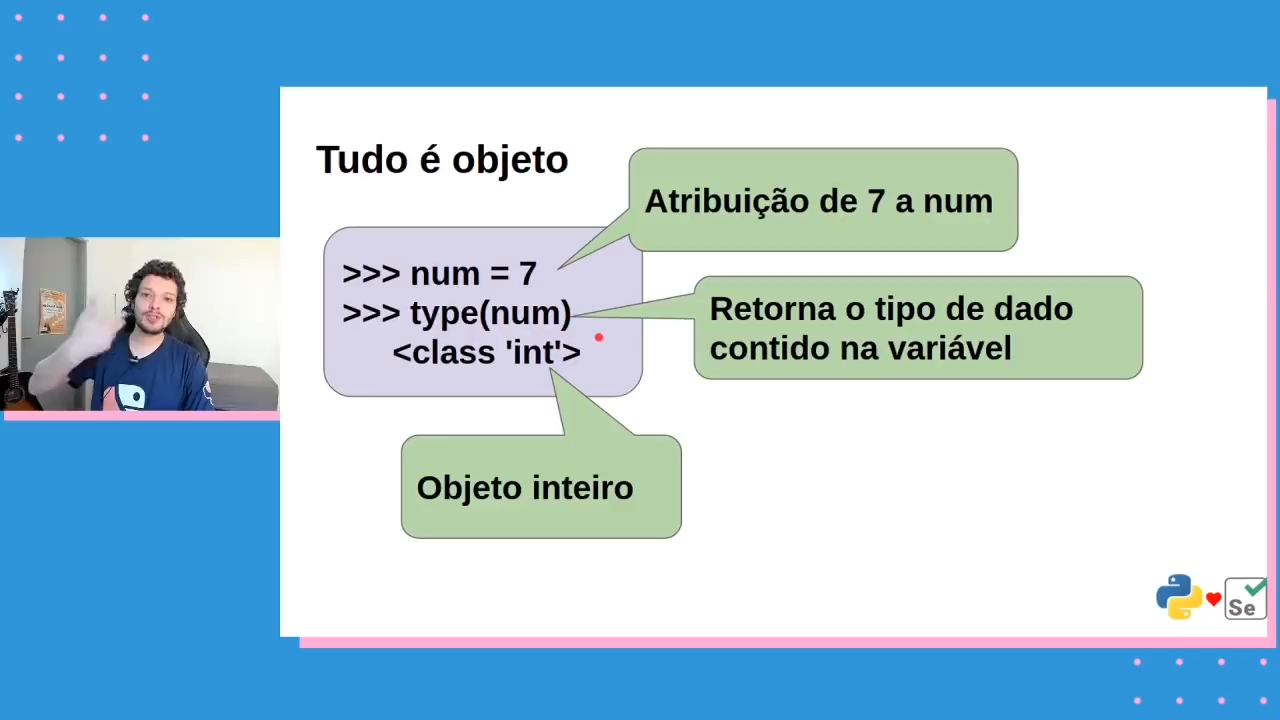 Tudo é objeto
Atribuição de 7 a num
>>> num = 7
>>> type(num)
<class 'int'>
Retorna o tipo de dado
contido na variável
Objeto inteiro
Se